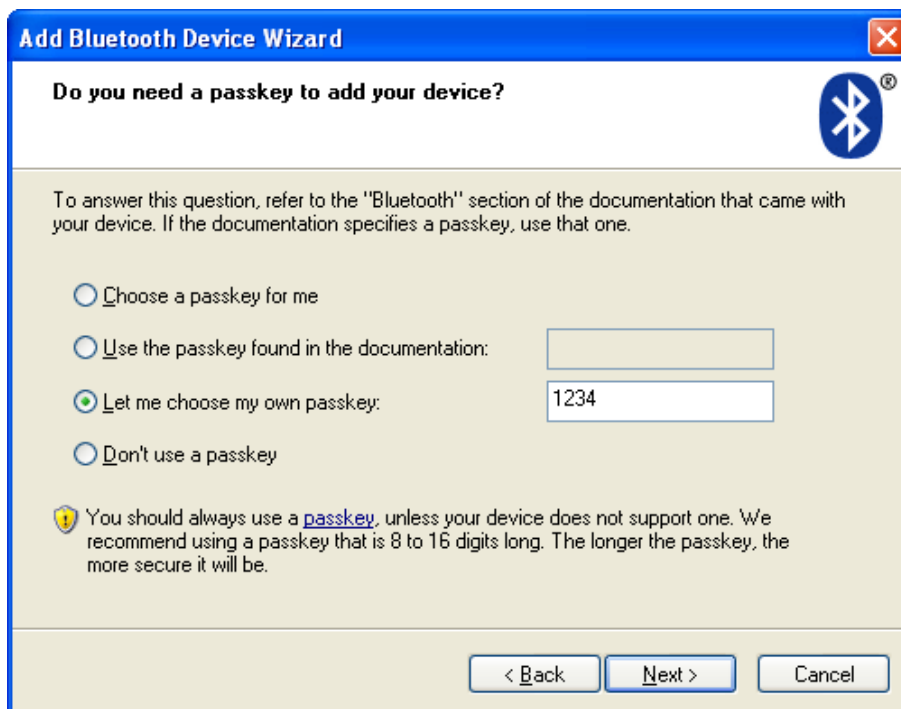 Add Bluetooth Device Wizard
Do you need a passkey to add your device?
®
To answer this question, refer to the "Bluetooth" section of the documentation that came with
your device. If the documentation specifies a passkey, use that one.
Choose a passkey for me
Use the passkey found in the documentation:
Let me choose my own passkey: 1234
Don't use a passkey
You should always use a passkey, unless your device does not support one. We
recommend using a passkey that is 8 to 16 digits long. The longer the passkey, the
more secure it will be.
< Back Next > Cancel